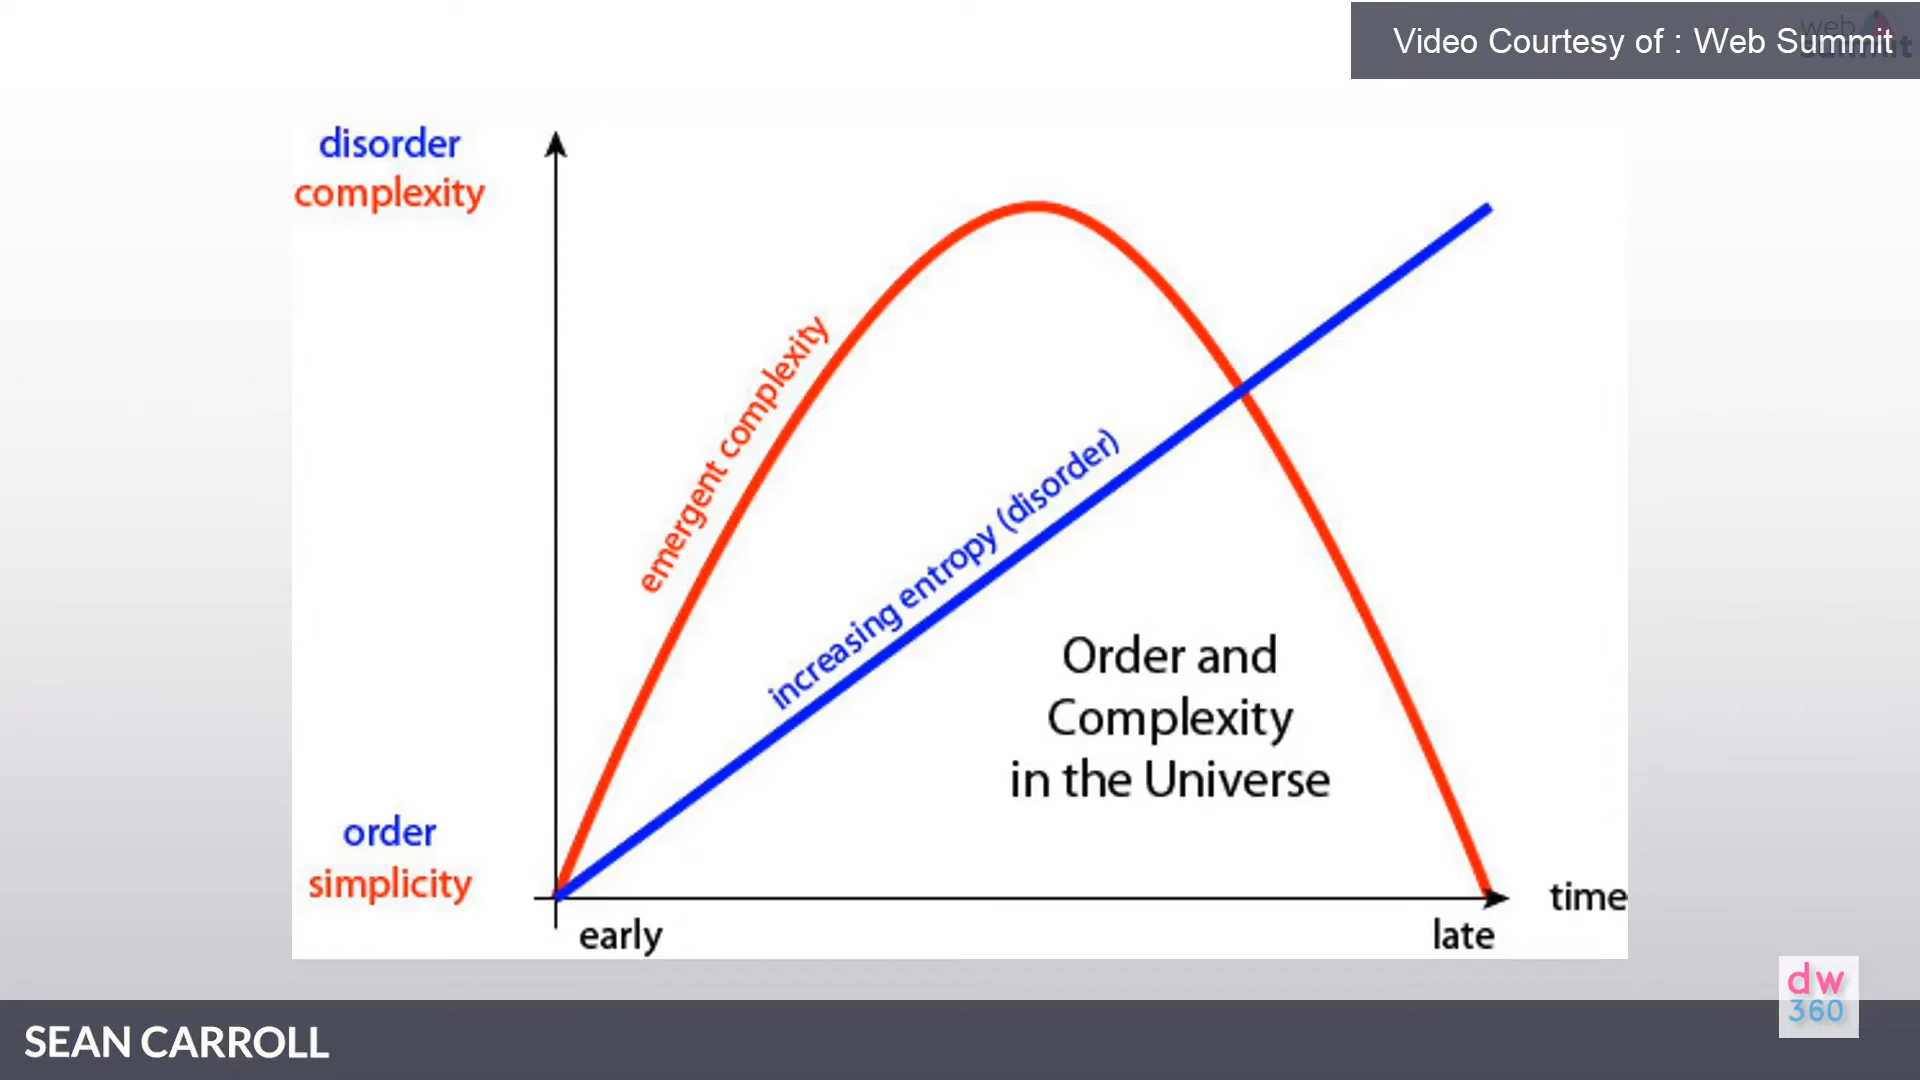 Video Courtesy of : Web Summit
disorder
complexity
emergent complexity
increasing entropy (disorder)
Order and
Complexity
in the Universe
order
simplicity
early
late
time
dw
360
SEAN CARROLL